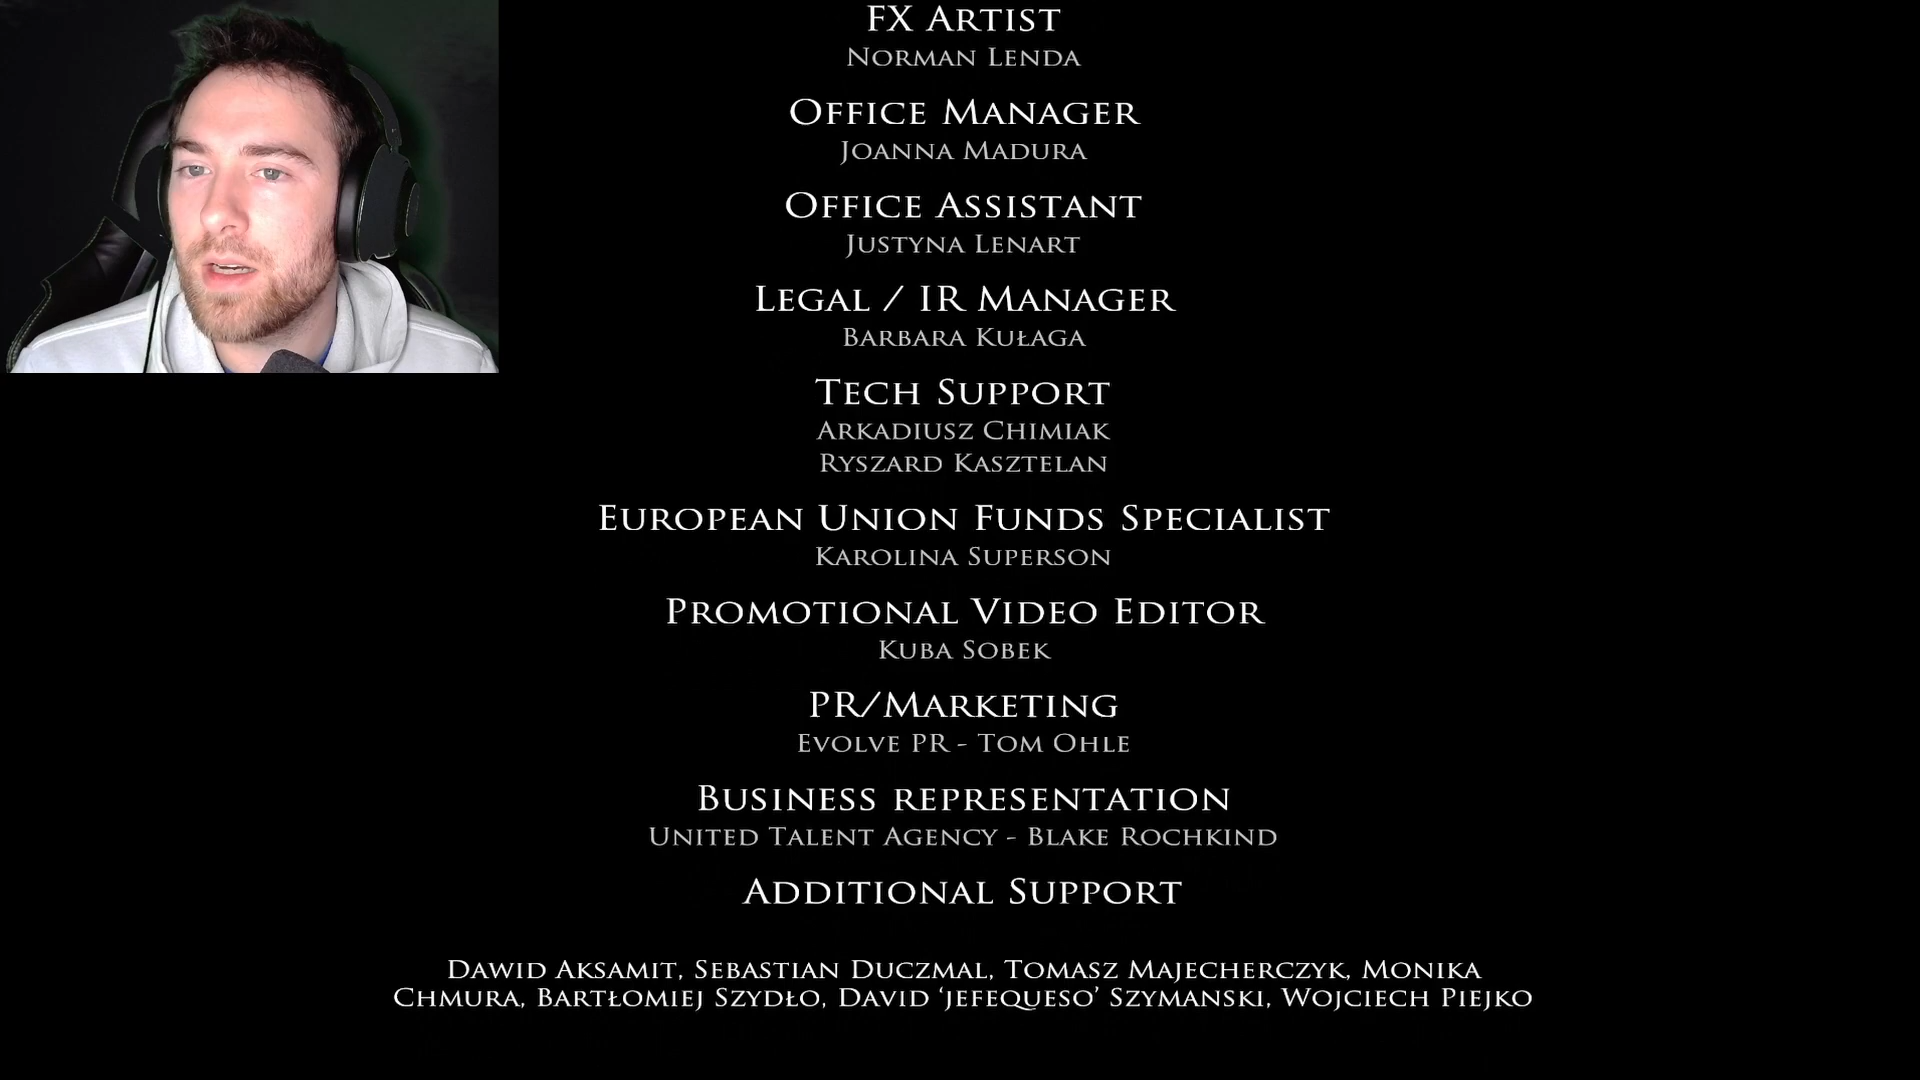 FX Artist
Norman Lenda
Office Manager
Joanna Madura
Office Assistant
Justyna Lenart
Legal / IR Manager
Barbara Kułaga
Tech Support
Arkadiusz Chimiak
Ryszard Kasztelan
European Union Funds Specialist
Karolina Superson
Promotional Video Editor
Kuba Sobek
PR/Marketing
Evolve PR - Tom Ohle
Business representation
United Talent Agency - Blake Rochkind
Additional Support
Dawid Aksamit, Sebastian Duczmal, Tomasz Majecherczyk, Monika
Chmura, Bartłomiej Szydło, David ‘jefequeso’ Szymanski, Wojciech Piejko